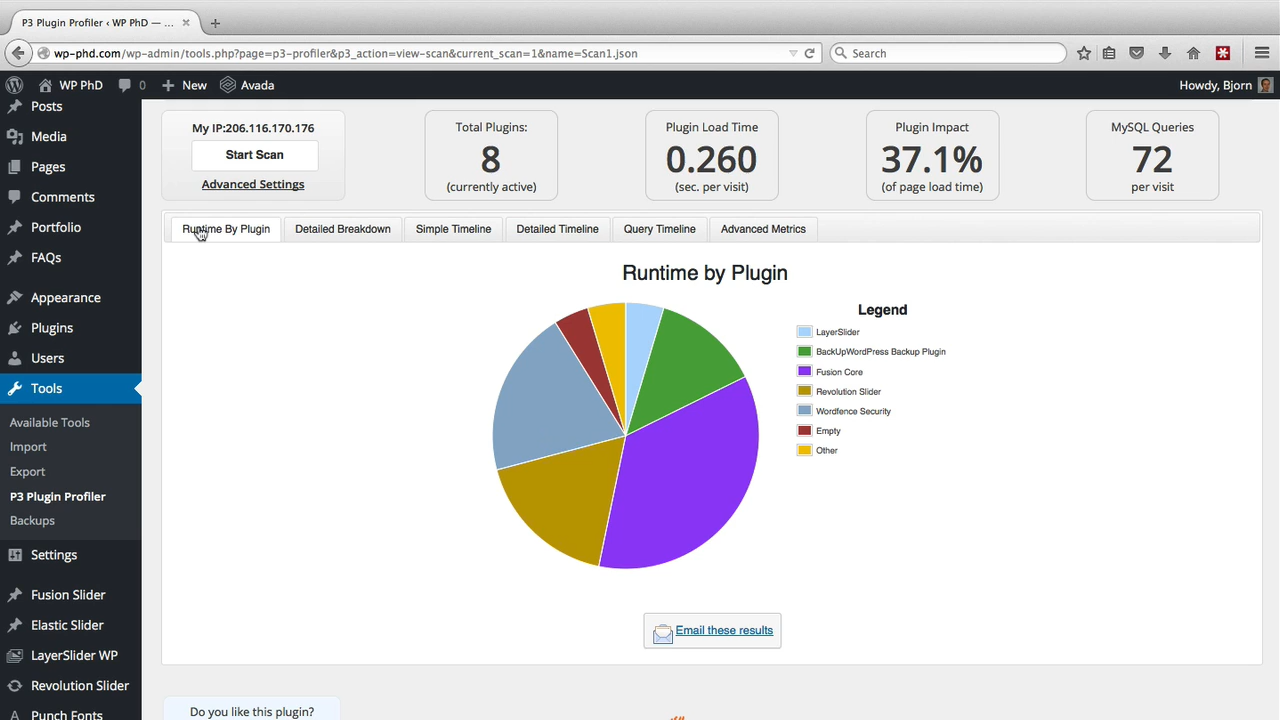 P3 Plugin Profiler ‹ WP PhD — ...
wp-phd.com/wp-admin/tools.php?page=p3-profiler&p3_action=view-scan&current_scan=1&name=Scan1.json
Search
WP PhD
0
New
Avada
Howdy, Bjorn
Posts
Media
Pages
Comments
Portfolio
FAQs
Appearance
Plugins
Users
Tools
Available Tools
Import
Export
P3 Plugin Profiler
Backups
Settings
Fusion Slider
Elastic Slider
LayerSlider WP
Revolution Slider
Punch Fonts
My IP:206.116.170.176
Start Scan
Advanced Settings
Total Plugins:
8
(currently active)
Plugin Load Time
0.260
(sec. per visit)
Plugin Impact
37.1%
(of page load time)
MySQL Queries
72
per visit
Runtime By Plugin
Detailed Breakdown
Simple Timeline
Detailed Timeline
Query Timeline
Advanced Metrics
Runtime by Plugin
Legend
LayerSlider
BackUpWordPress Backup Plugin
Fusion Core
Revolution Slider
Wordfence Security
Empty
Other
Email these results
Do you like this plugin?